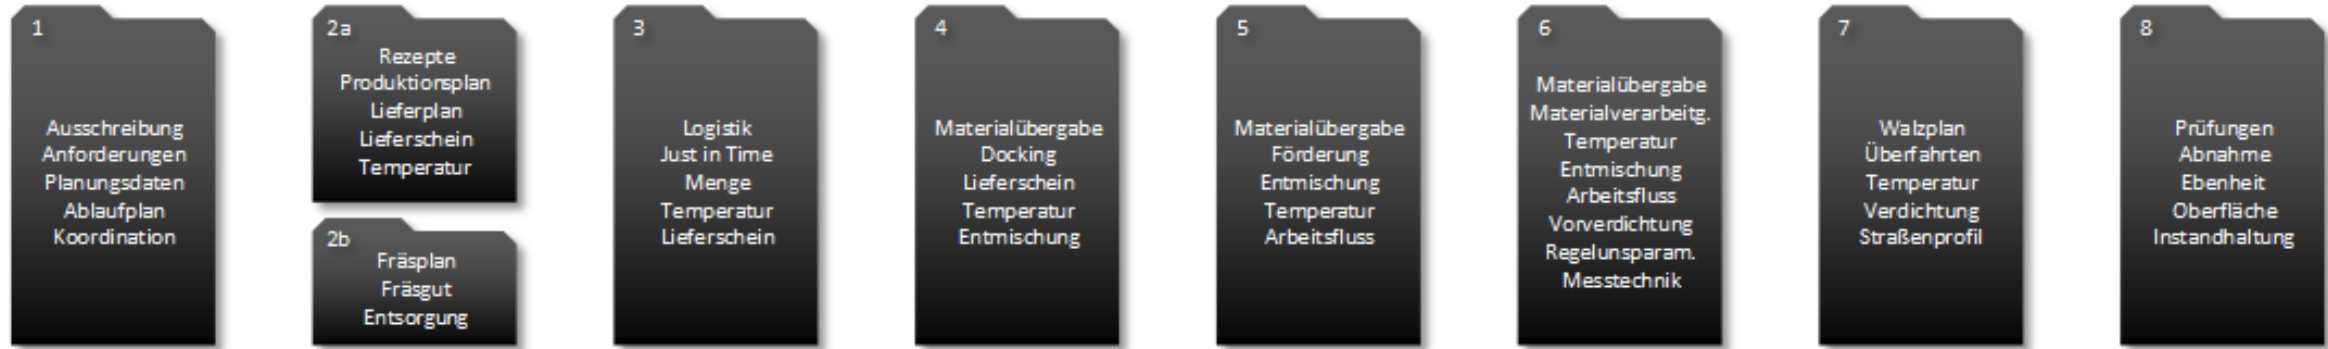 1
Ausschreibung
Anforderungen
Planungsdaten
Ablaufplan
Koordination
2a
Rezepte
Produktionsplan
Lieferplan
Lieferschein
Temperatur
2b
Fräsplan
Fräsgut
Entsorgung
3
Logistik
Just in Time
Menge
Temperatur
Lieferschein
4
Materialübergabe
Docking
Lieferschein
Temperatur
Entmischung
5
Materialübergabe
Förderung
Entmischung
Temperatur
Arbeitsfluss
6
Materialübergabe
Materialverarbeitg.
Temperatur
Entmischung
Arbeitsfluss
Vorverdichtung
Regelunsparam.
Messtechnik
7
Walzplan
Überfahrten
Temperatur
Verdichtung
Straßenprofil
8
Prüfungen
Abnahme
Ebenheit
Oberfläche
Instandhaltung